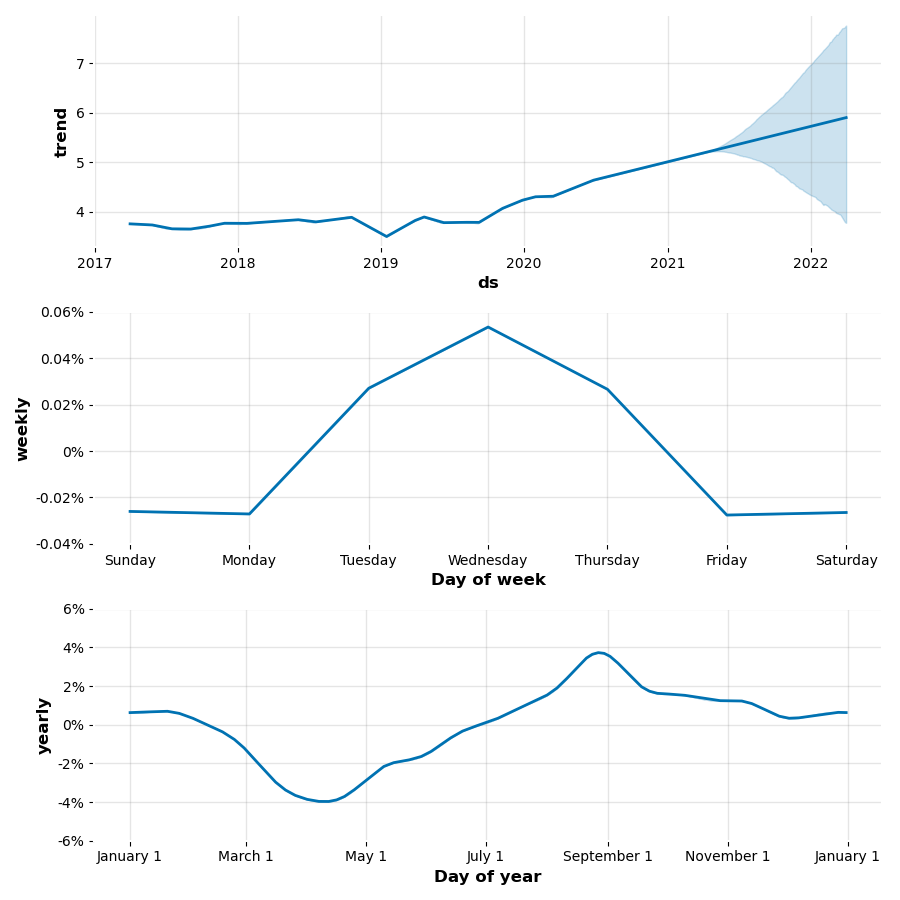 7
6
5
4
trend
2017 2018 2019 2020 2021 2022
ds
0.06%
0.04%
0.02%
0%
-0.02%
-0.04%
weekly
Sunday Monday Tuesday Wednesday Thursday Friday Saturday
Day of week
6%
4%
2%
0%
-2%
-4%
-6%
yearly
January 1 March 1 May 1 July 1 September 1 November 1 January 1
Day of year